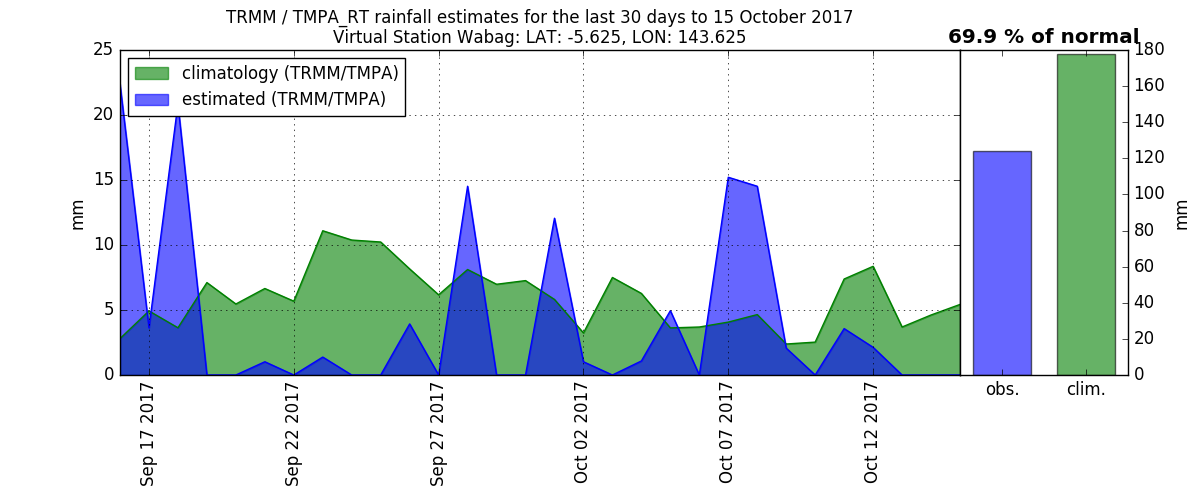 TRMM / TMPA_RT rainfall estimates for the last 30 days to 15 October 2017
Virtual Station Wabag: LAT: -5.625, LON: 143.625
69.9 % of normal
climatology (TRMM/TMPA)
estimated (TRMM/TMPA)
25
20
15
10
5
0
mm
180
160
140
120
100
80
60
40
20
0
mm
Sep 17 2017
Sep 22 2017
Sep 27 2017
Oct 02 2017
Oct 07 2017
Oct 12 2017
obs.
clim.